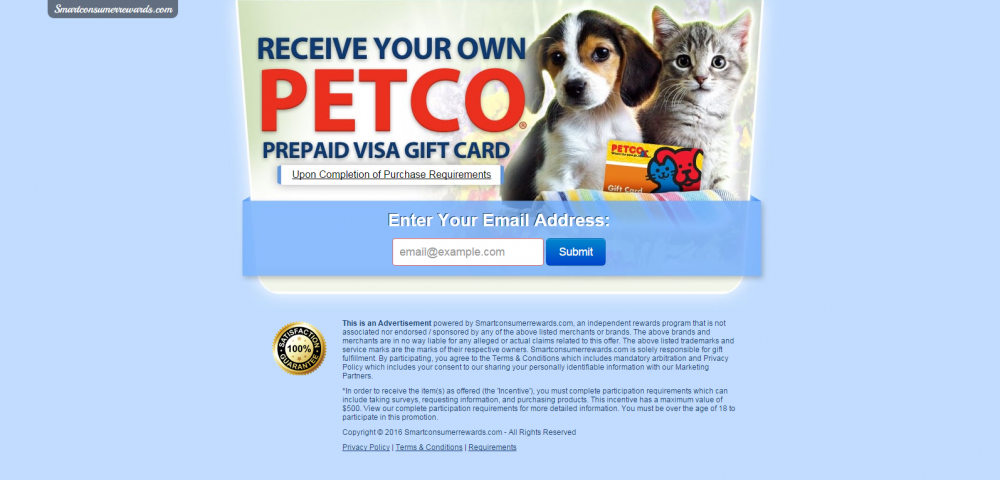 Smartconsumerrewards.com
RECEIVE YOUR OWN
PETCO®
PREPAID VISA GIFT CARD
Upon Completion of Purchase Requirements
PETCO
Gift Card
Enter Your Email Address:
email@example.com
Submit
SATISFACTION
100%
GUARANTEE
This is an Advertisement powered by Smartconsumerrewards.com, an independent rewards program that is not
associated nor endorsed / sponsored by any of the above listed merchants or brands. The above brands and
merchants are in no way liable for any alleged or actual claims related to this offer. The above listed trademarks and
service marks are the marks of their respective owners. Smartconsumerrewards.com is solely responsible for gift
fulfillment. By participating, you agree to the Terms & Conditions which includes mandatory arbitration and Privacy
Policy which includes your consent to our sharing your personally identifiable information with our Marketing
Partners.
*In order to receive the item(s) as offered (the 'Incentive'), you must complete participation requirements which can
include taking surveys, requesting information, and purchasing products. This incentive has a maximum value of
$500. View our complete participation requirements for more detailed information. You must be over the age of 18 to
participate in this promotion.
Copyright © 2016 Smartconsumerrewards.com - All Rights Reserved
Privacy Policy | Terms & Conditions | Requirements